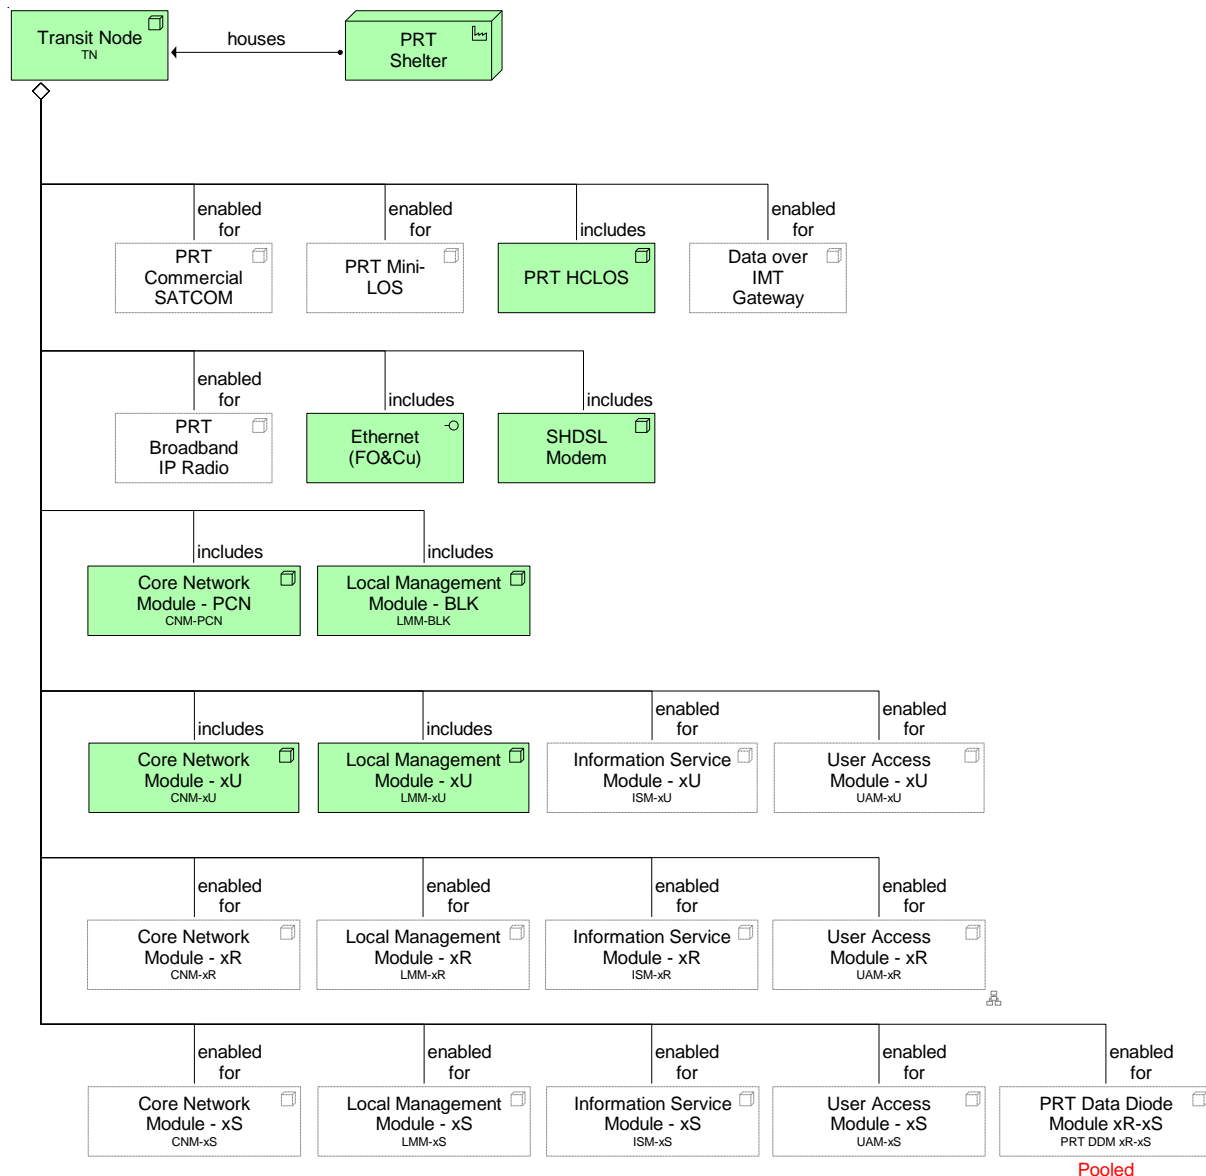 Transit Node
TN
houses
PRT
Shelter
enabled
for
enabled
for
includes
enabled
for
PRT
Commercial
SATCOM
PRT Mini-
LOS
PRT HCLOS
Data over
IMT
Gateway
enabled
for
includes
includes
PRT
Broadband
IP Radio
Ethernet
(FO&Cu)
SHDSL
Modem
includes
includes
Core Network
Module - PCN
CNM-PCN
Local Management
Module - BLK
LMM-BLK
includes
includes
enabled
for
enabled
for
Core Network
Module - xU
CNM-xU
Local Management
Module - xU
LMM-xU
Information Service
Module - xU
ISM-xU
User Access
Module - xU
UAM-xU
enabled
for
enabled
for
enabled
for
enabled
for
Core Network
Module - xR
CNM-xR
Local Management
Module - xR
LMM-xR
Information Service
Module - xR
ISM-xR
User Access
Module - xR
UAM-xR
enabled
for
enabled
for
enabled
for
enabled
for
enabled
for
Core Network
Module - xS
CNM-xS
Local Management
Module - xS
LMM-xS
Information Service
Module - xS
ISM-xS
User Access
Module - xS
UAM-xS
PRT Data Diode
Module xR-xS
PRT DDM xR-xS
Pooled